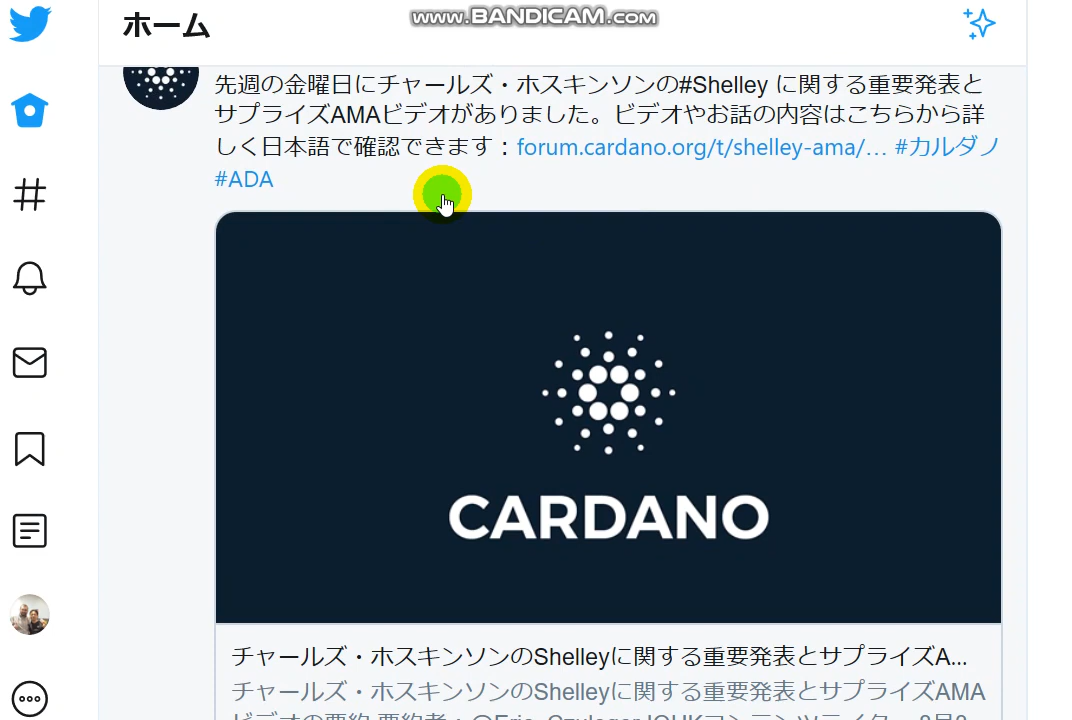 ホーム
www.BANDICAM.com
先週の金曜日にチャールズ・ホスキンソンの#Shelley に関する重要発表と
サプライズAMAビデオがありました。ビデオやお話の内容はこちらから詳
しく日本語で確認できます：forum.cardano.org/t/shelley-ama/… #カルダノ
#ADA
CARDANO
チャールズ・ホスキンソンのShelleyに関する重要発表とサプライズA...
チャールズ・ホスキンソンのShelleyに関する重要発表とサプライズAMA